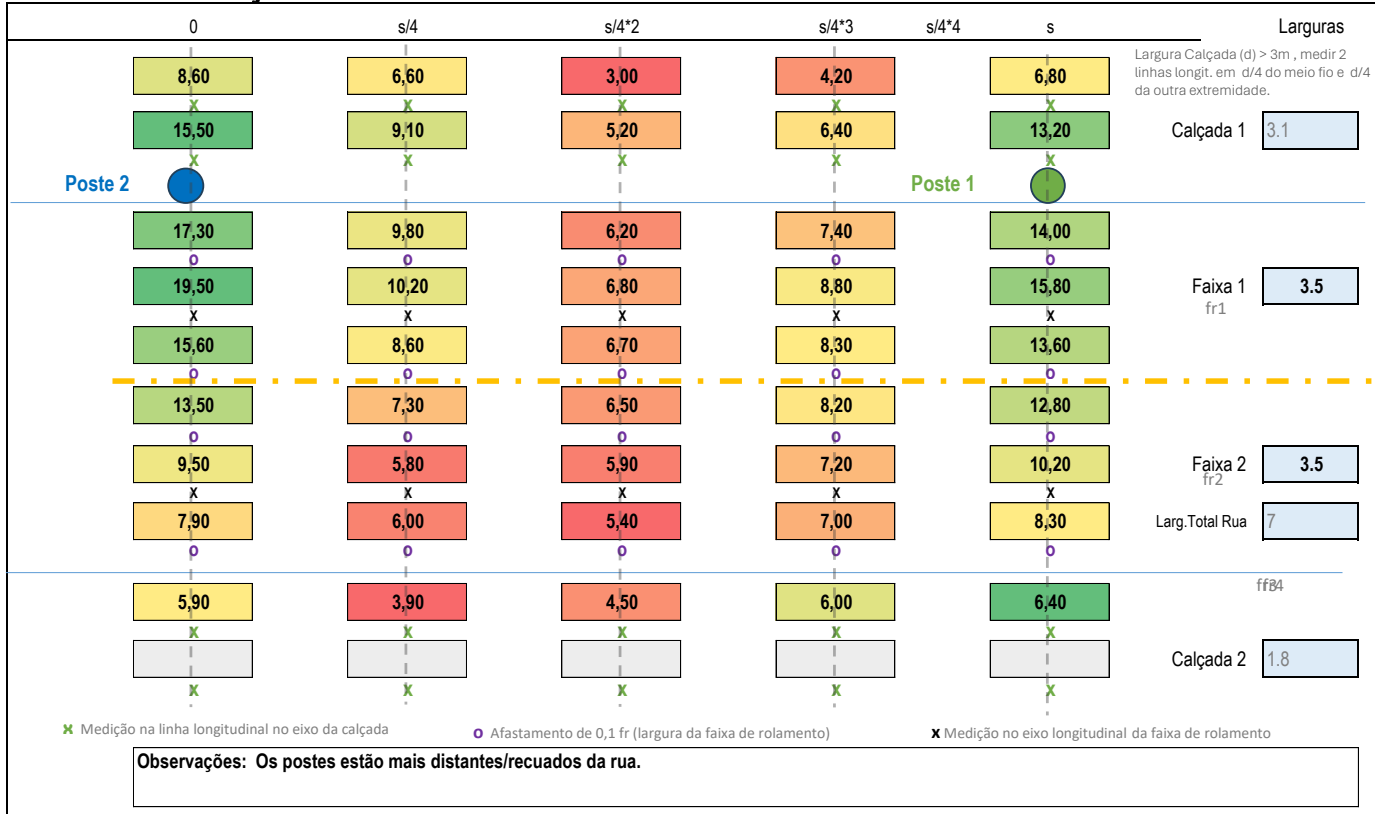 0 s/4 s/4*2 s/4*3 s/4*4 s Larguras
Largura Calçada (d) > 3m , medir 2
linhas longit. em d/4 do meio fio e d/4
da outra extremidade.
8,60 6,60 3,00 4,20 6,80
x x x x x
15,50 9,10 5,20 6,40 13,20 Calçada 1 3.1
x x x x x
Poste 2 Poste 1
17,30 9,80 6,20 7,40 14,00
o o o o o
19,50 10,20 6,80 8,80 15,80 Faixa 1 3.5
fr1
x x x x x
15,60 8,60 6,70 8,30 13,60
o o o o o
13,50 7,30 6,50 8,20 12,80
o o o o o
9,50 5,80 5,90 7,20 10,20 Faixa 2 3.5
fr2
x x x x x
7,90 6,00 5,40 7,00 8,30 Larg.Total Rua 7
o o o o o
5,90 3,90 4,50 6,00 6,40
x x x x x
Calçada 2 1.8
x x x x x
x Medição na linha longitudinal no eixo da calçada o Afastamento de 0,1 fr (largura da faixa de rolamento) x Medição no eixo longitudinal da faixa de rolamento
Observações: Os postes estão mais distantes/recuados da rua.